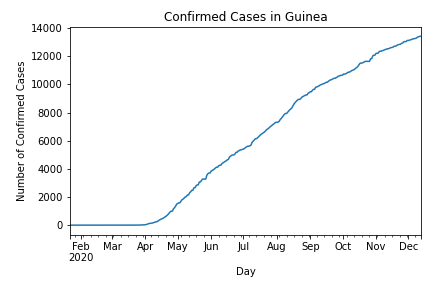 Confirmed Cases in Guinea
14000
12000
10000
8000
6000
4000
2000
0
Number of Confirmed Cases
Feb Mar Apr May Jun Jul Aug Sep Oct Nov Dec
2020
Day